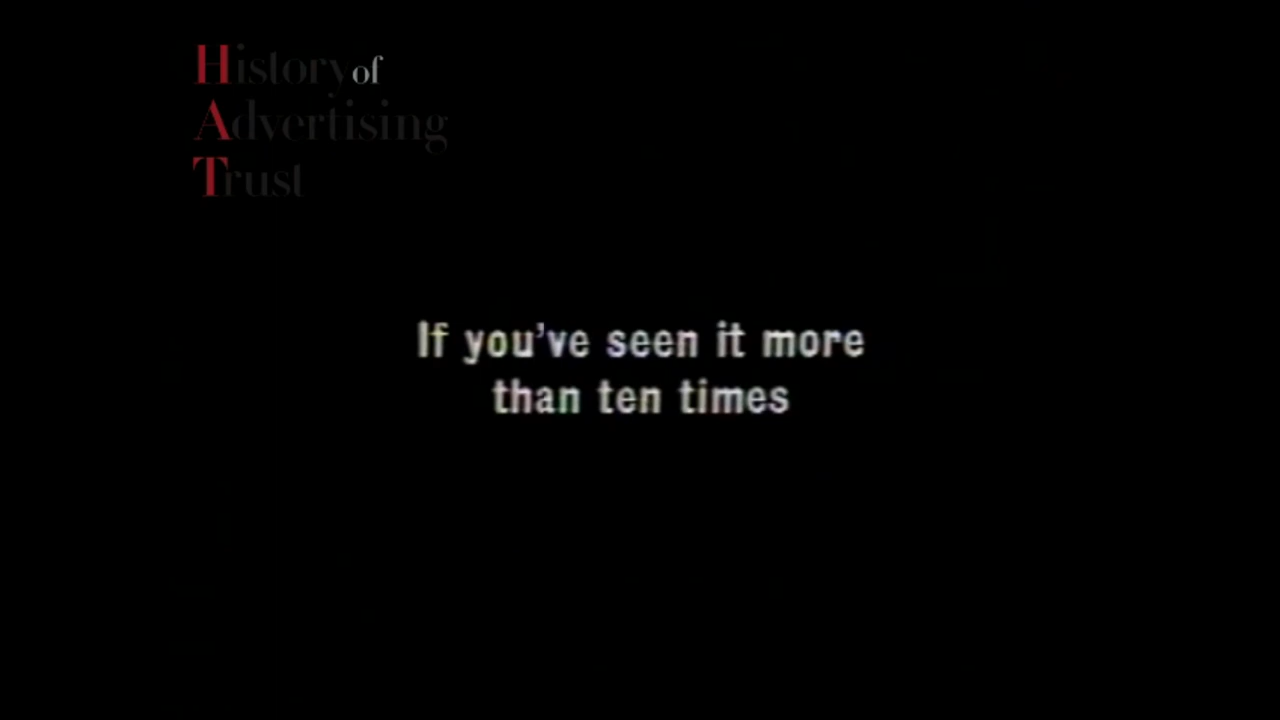 History of
Advertising
Trust
If you've seen it more
than ten times